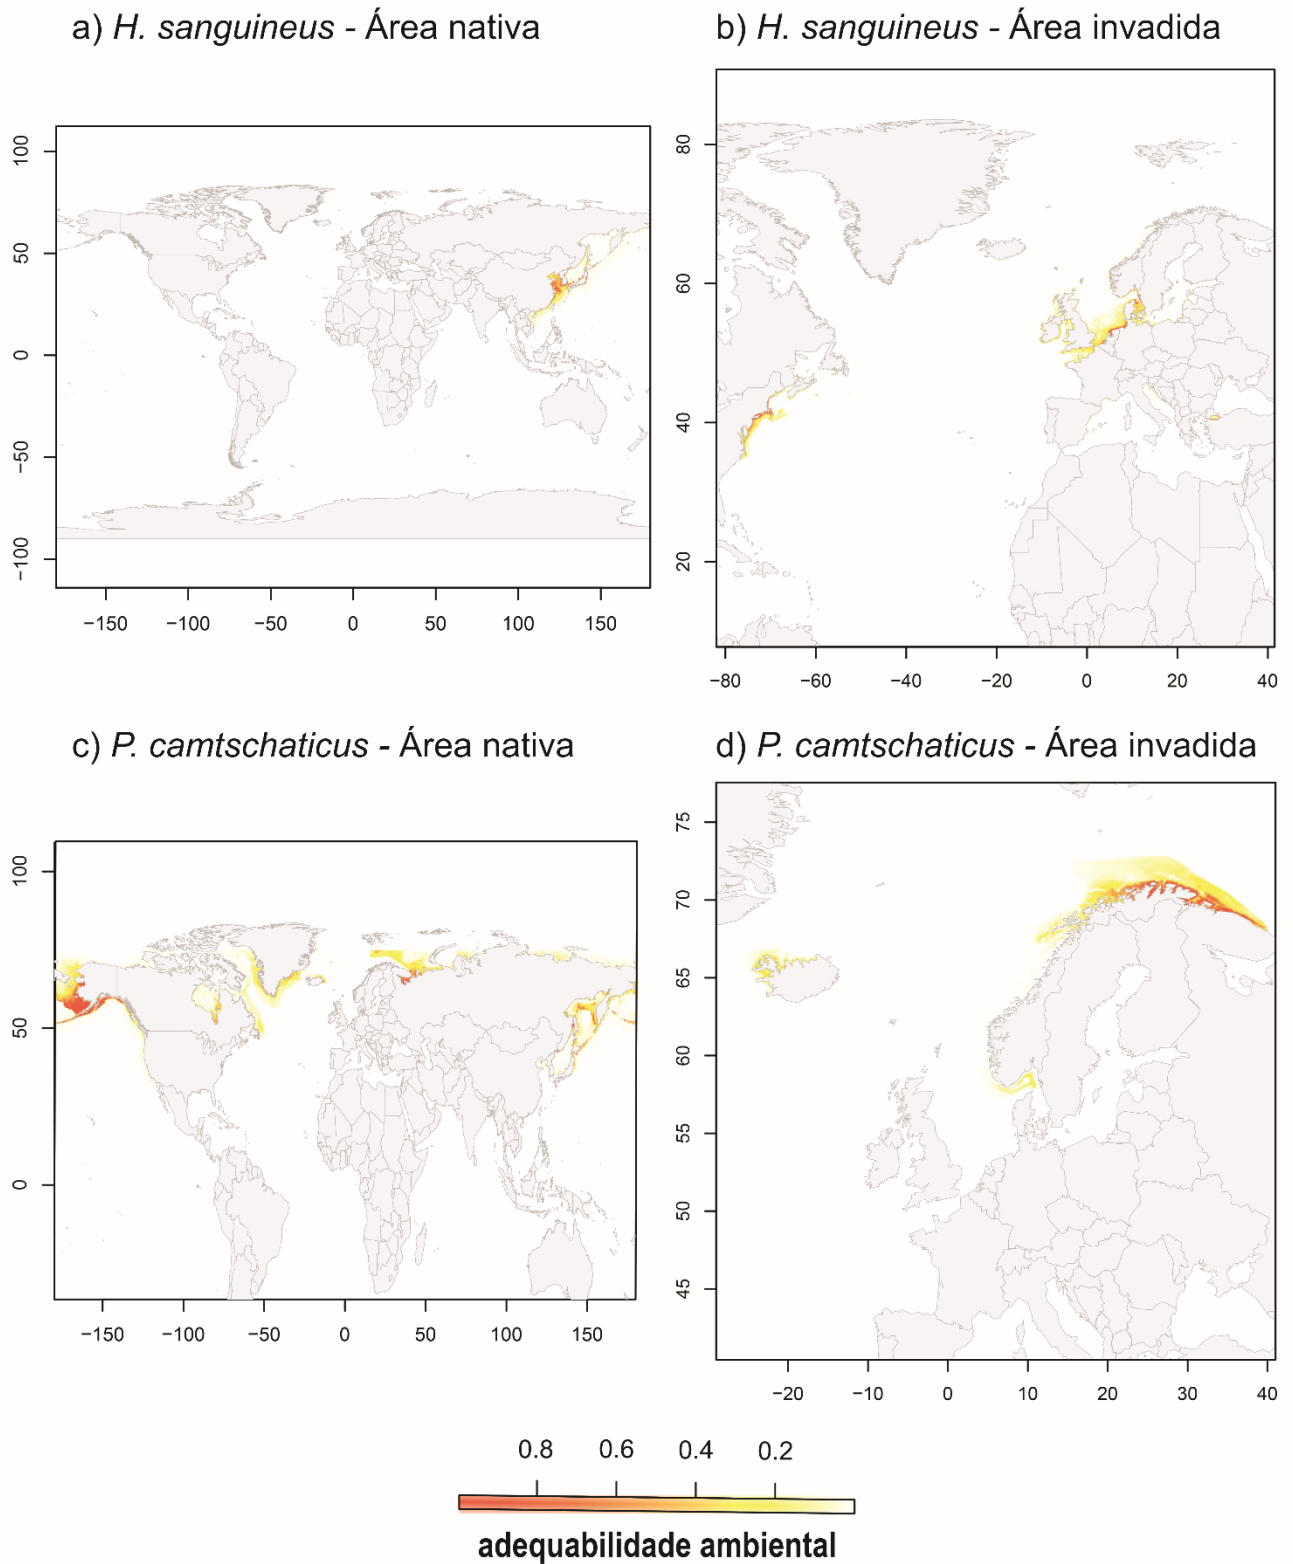 a) H. sanguineus - Área nativa
b) H. sanguineus - Área invadida
100
50
0
−50
−100
−150 −100 −50 0 50 100 150
80
60
40
20
−80 −60 −40 −20 0 20 40
c) P. camtschaticus - Área nativa
d) P. camtschaticus - Área invadida
100
50
0
−150 −100 −50 0 50 100 150
75
70
65
60
55
50
45
−20 −10 0 10 20 30 40
0.8 0.6 0.4 0.2
adequabilidade ambiental